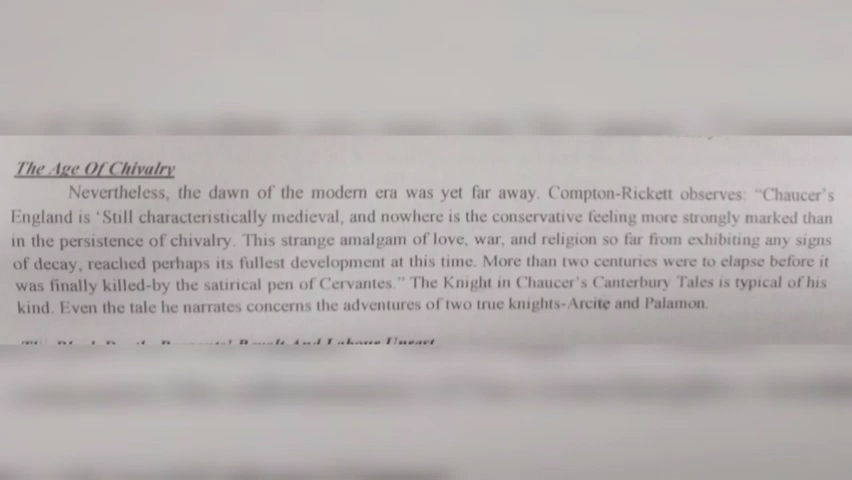 The Age Of Chivalry
Nevertheless, the dawn of the modern era was yet far away. Compton-Rickett observes: "Chaucer's
England is 'Still characteristically medieval, and nowhere is the conservative feeling more strongly marked than
in the persistence of chivalry. This strange amalgam of love, war, and religion so far from exhibiting any signs
of decay, reached perhaps its fullest development at this time. More than two centuries were to elapse before it
was finally killed-by the satirical pen of Cervantes." The Knight in Chaucer's Canterbury Tales is typical of his
kind. Even the tale he narrates concerns the adventures of two true knights-Arcite and Palamon.
And Labour Unrest